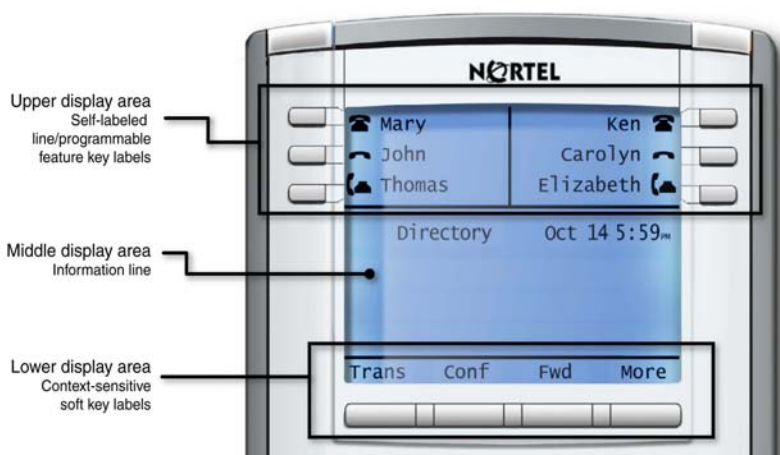 NORTEL
Upper display area
Self-labeled
line/programmable
feature key labels
Mary Ken
John Carolyn
Thomas Elizabeth
Directory Oct 14 5:59PM
Middle display area
Information line
Lower display area
Context-sensitive
soft key labels
Trans Conf Fwd More